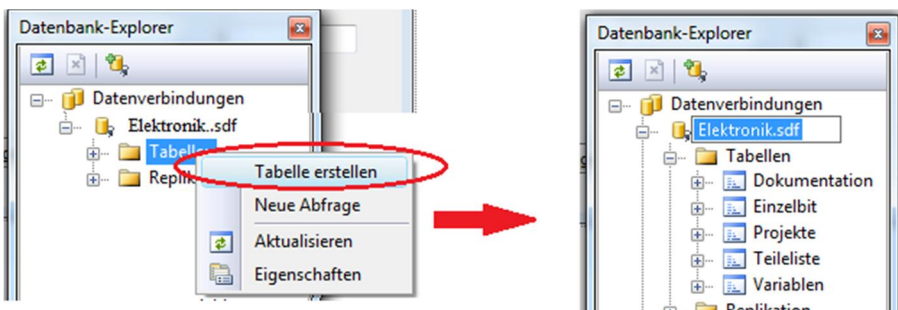 Datenbank-Explorer
Datenverbindungen
Elektronik..sdf
Tabelle erstellen
Neue Abfrage
Aktualisieren
Eigenschaften
Datenbank-Explorer
Datenverbindungen
Elektronik.sdf
Tabellen
Dokumentation
Einzelbit
Projekte
Teileliste
Variablen
Replikation